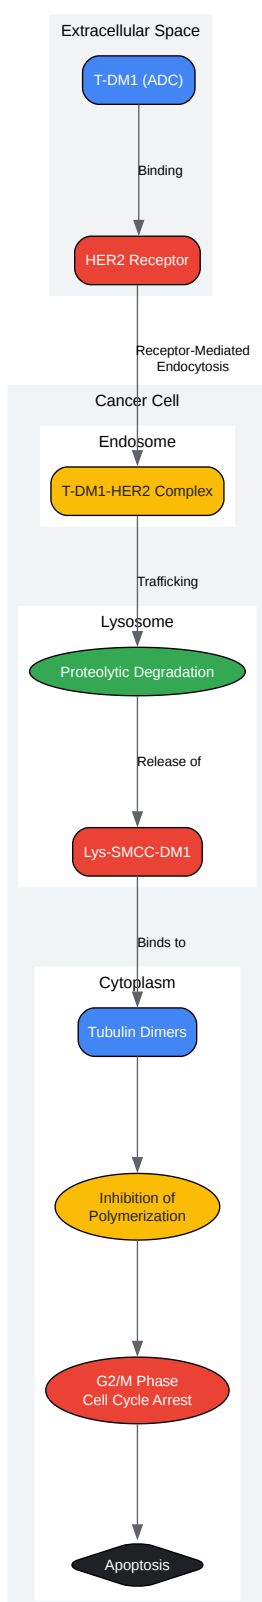 Extracellular Space
T-DM1 (ADC)
Binding
HER2 Receptor
Receptor-Mediated
Endocytosis
Cancer Cell
Endosome
T-DM1-HER2 Complex
Trafficking
Lysosome
Proteolytic Degradation
Release of
Lys-SMCC-DM1
Binds to
Cytoplasm
Tubulin Dimers
Inhibition of
Polymerization
G2/M Phase
Cell Cycle Arrest
Apoptosis